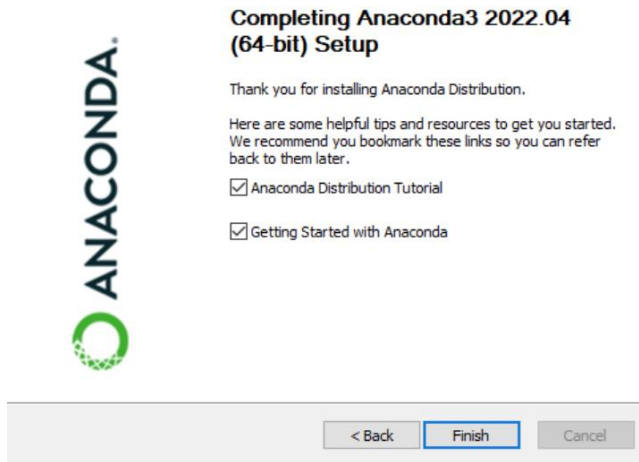 ANACONDA.
Completing Anaconda3 2022.04
(64-bit) Setup
Thank you for installing Anaconda Distribution.
Here are some helpful tips and resources to get you started.
We recommend you bookmark these links so you can refer
back to them later.
Anaconda Distribution Tutorial
Getting Started with Anaconda
< Back
Finish
Cancel